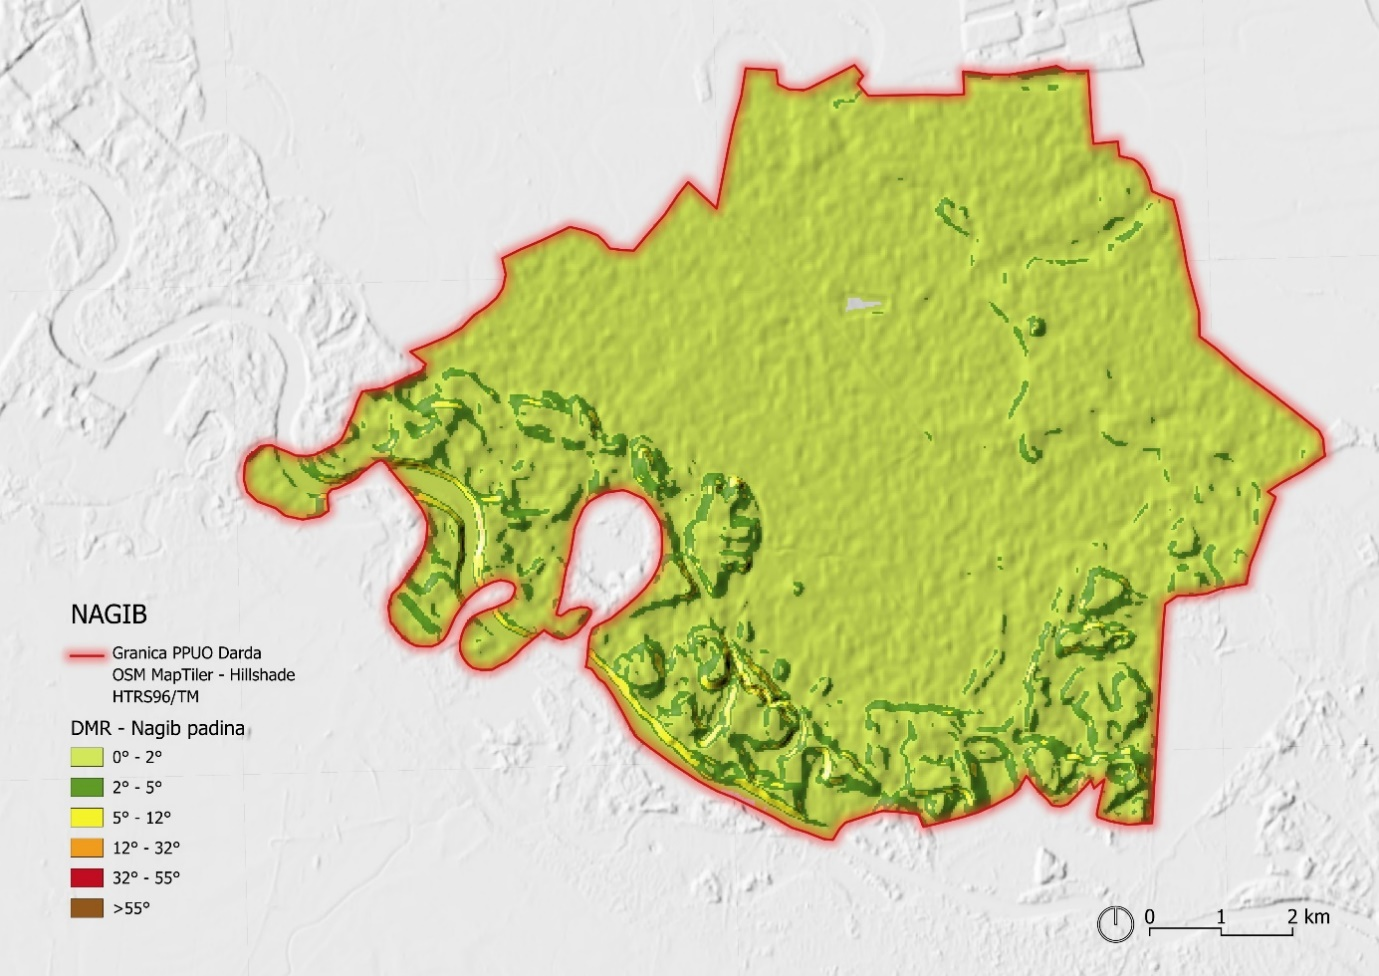 NAGIB
Granica PPUO Darda
OSM MapTiler - Hillshade
HTRS96/TM
DMR - Nagib padina
0° - 2°
2° - 5°
5° - 12°
12° - 32°
32° - 55°
>55°
0 1 2 km